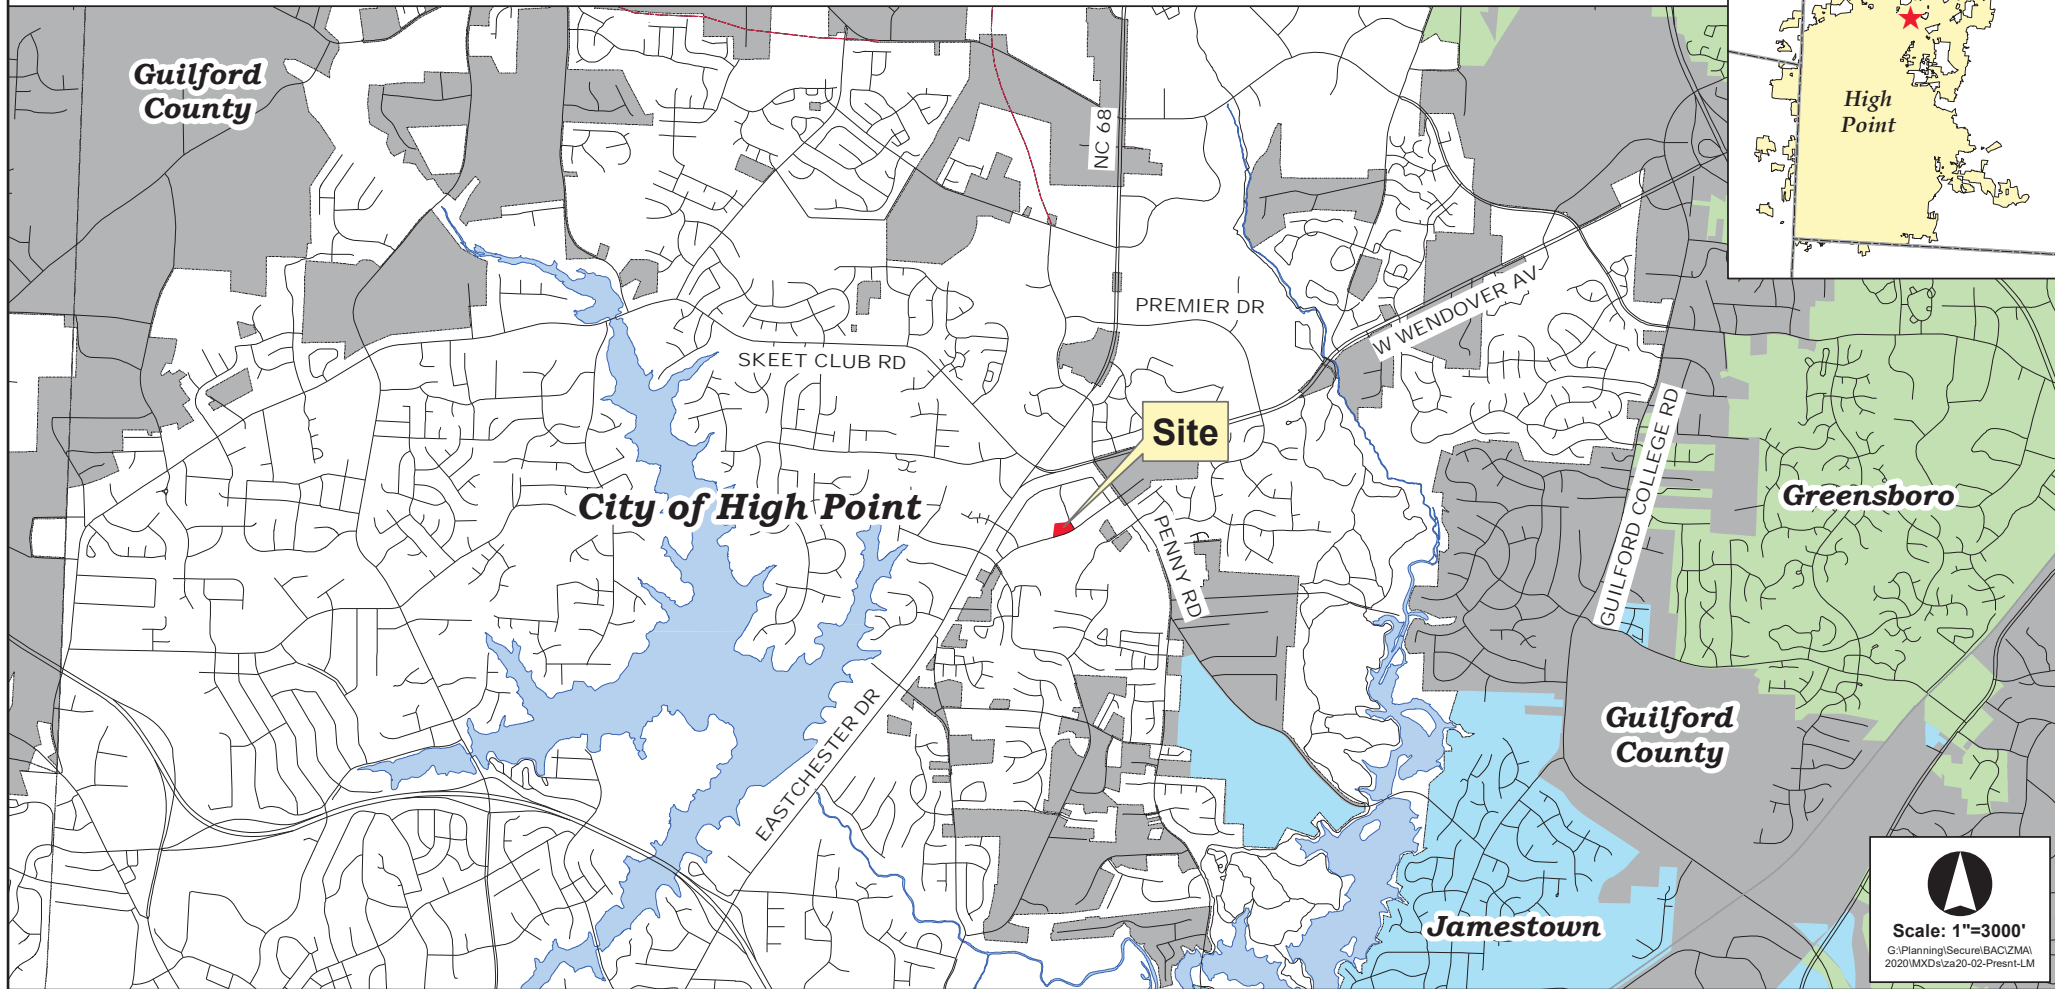 Guilford
County
High
Point
NC 68
PREMIER DR
W WENDOVER AV
SKEET CLUB RD
Site
GUILFORD COLLEGE RD
City of High Point
Greensboro
PENNY RD
EASTCHESTER DR
Guilford
County
Jamestown
Scale: 1"=3000'
G:\Planning\Secure\BAC\ZMA\
2020\MXDs\za20-02-Presnt-LM